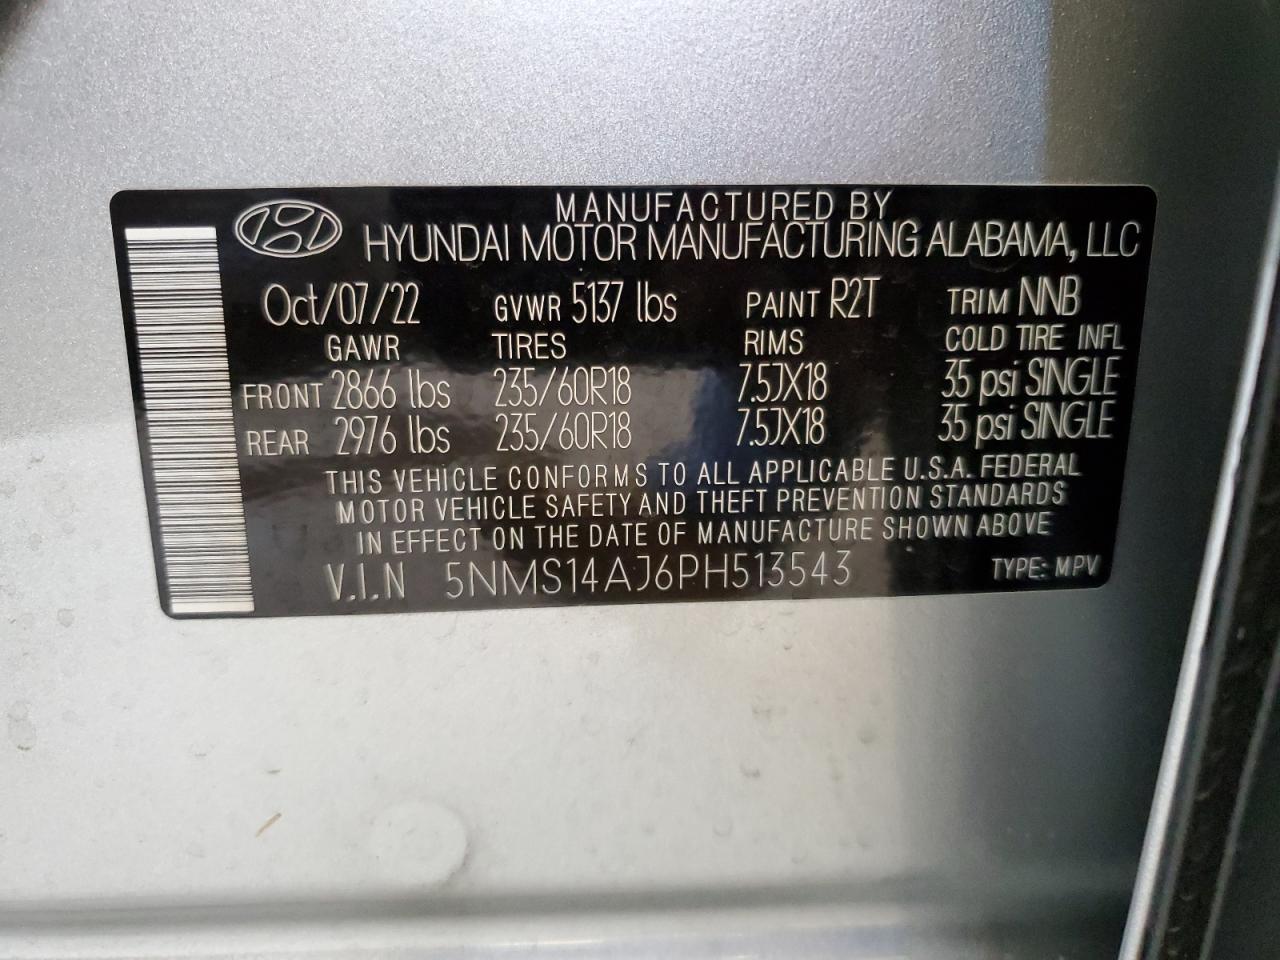 MANUFACTURED BY
HYUNDAI MOTOR MANUFACTURING ALABAMA, LLC
Oct/07/22 GVWR 5137 lbs PAINT R2T TRIM NNB
GAWR TIRES RIMS COLD TIRE INFL
FRONT 2866 lbs 235/60R18 7.5JX18 35 psi SINGLE
REAR 2976 lbs 235/60R18 7.5JX18 35 psi SINGLE
THIS VEHICLE CONFORMS TO ALL APPLICABLE U.S.A. FEDERAL
MOTOR VEHICLE SAFETY AND THEFT PREVENTION STANDARDS
IN EFFECT ON THE DATE OF MANUFACTURE SHOWN ABOVE
V.I.N 5NMS14AJ6PH513543 TYPE: MPV